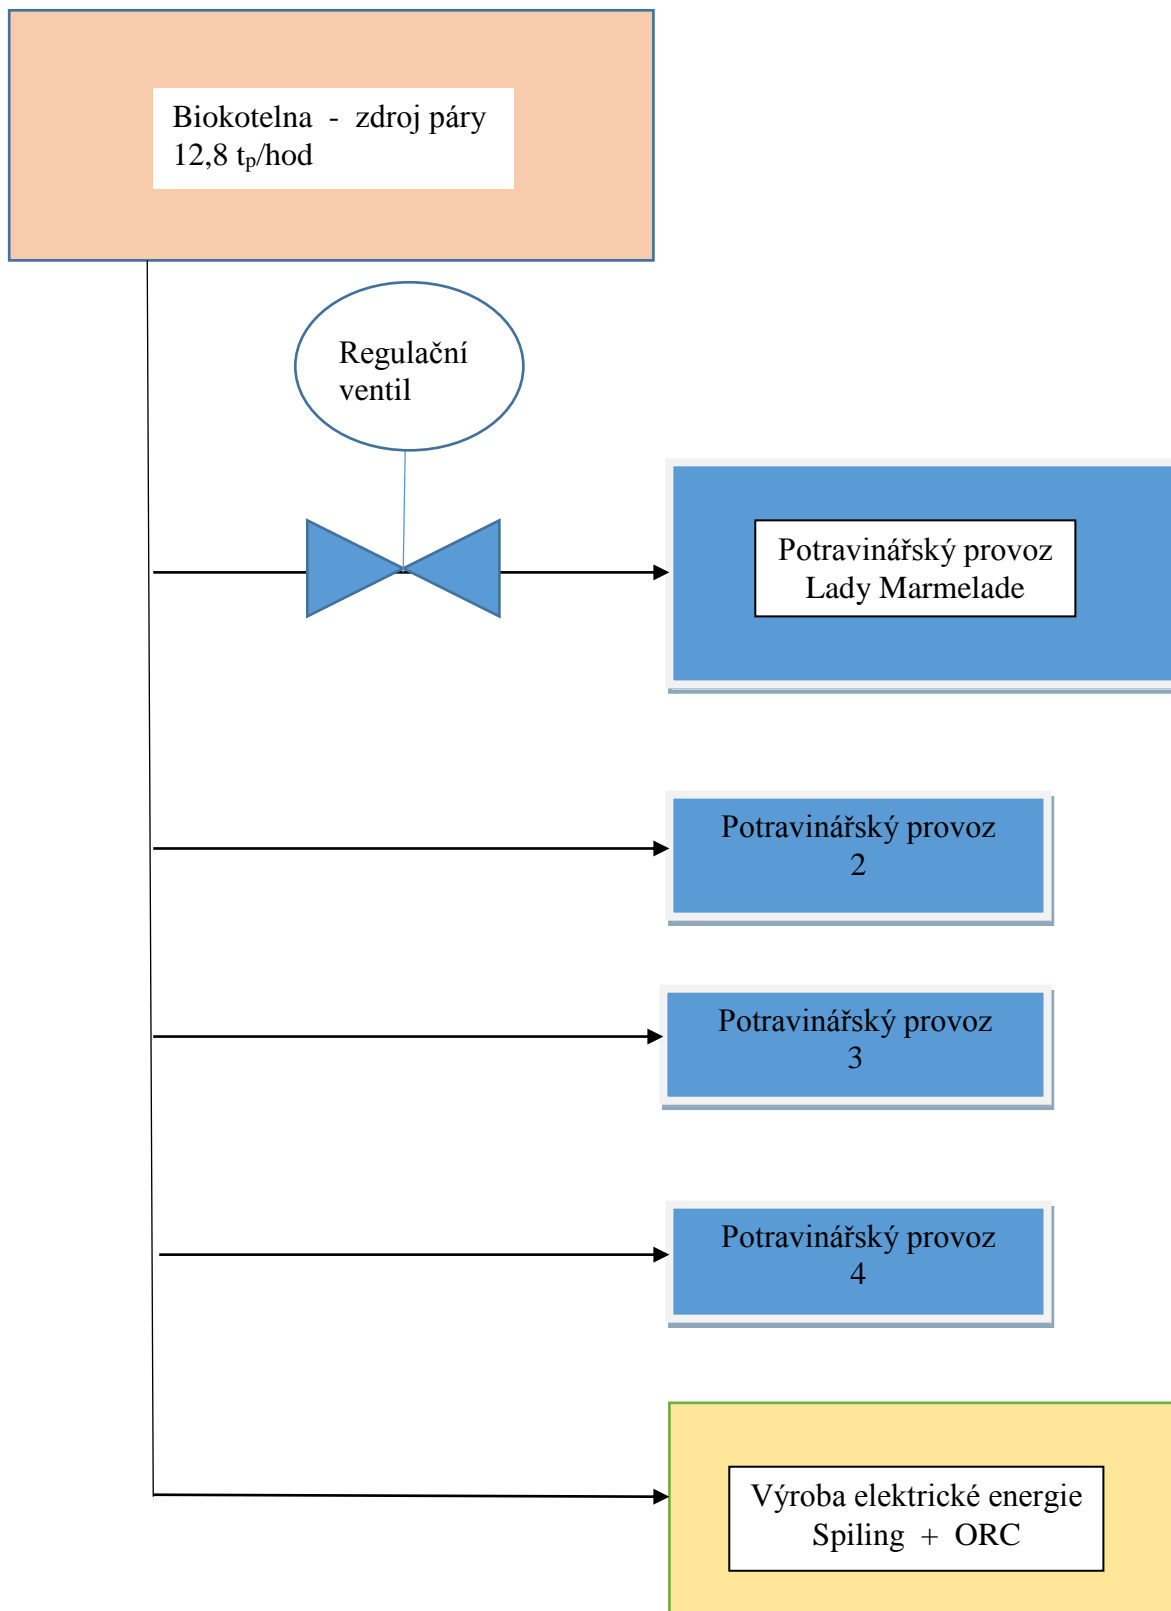 Biokotelna - zdroj páry
12,8 tₚ/hod
Regulační
ventil
Potravinářský provoz
Lady Marmelade
Potravinářský provoz
2
Potravinářský provoz
3
Potravinářský provoz
4
Výroba elektrické energie
Spiling + ORC